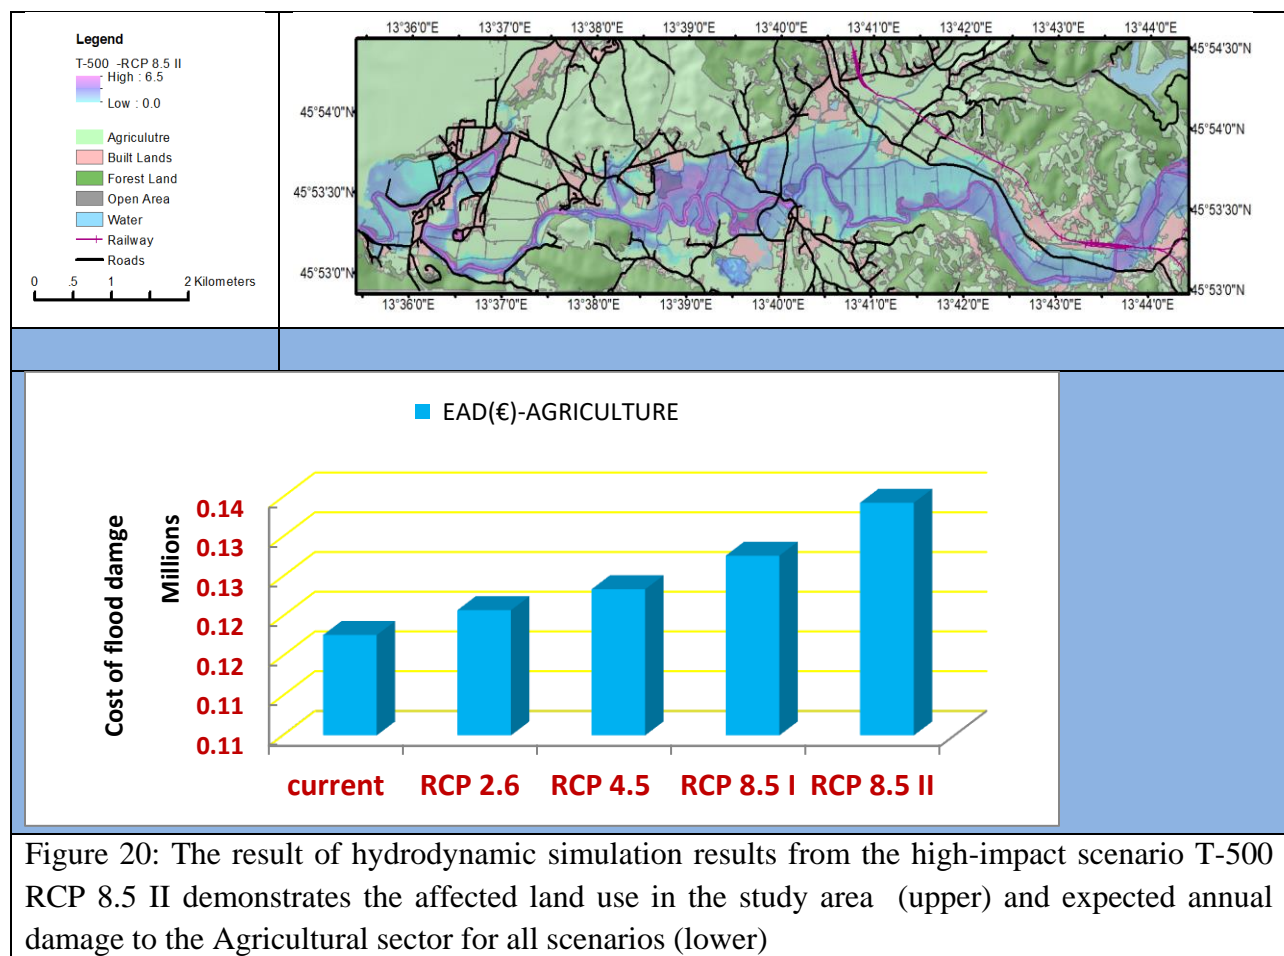 Legend
T-500 -RCP 8.5 II
High : 6.5
Low : 0.0
Agriculutre
Built Lands
Forest Land
Open Area
Water
Railway
Roads
0 .5 1 2 Kilometers
13°36'0"E 13°37'0"E 13°38'0"E 13°39'0"E 13°40'0"E 13°41'0"E 13°42'0"E 13°43'0"E 13°44'0"E
45°54'30"N
45°54'0"N 45°54'0"N
45°53'30"N 45°53'30"N
45°53'0"N 45°53'0"N
13°36'0"E 13°37'0"E 13°38'0"E 13°39'0"E 13°40'0"E 13°41'0"E 13°42'0"E 13°43'0"E 13°44'0"E
EAD(€)-AGRICULTURE
Cost of flood damge
Millions
0.14
0.13
0.13
0.12
0.12
0.11
0.11
current RCP 2.6 RCP 4.5 RCP 8.5 I RCP 8.5 II
Figure 20: The result of hydrodynamic simulation results from the high-impact scenario T-500
RCP 8.5 II demonstrates the affected land use in the study area (upper) and expected annual
damage to the Agricultural sector for all scenarios (lower)